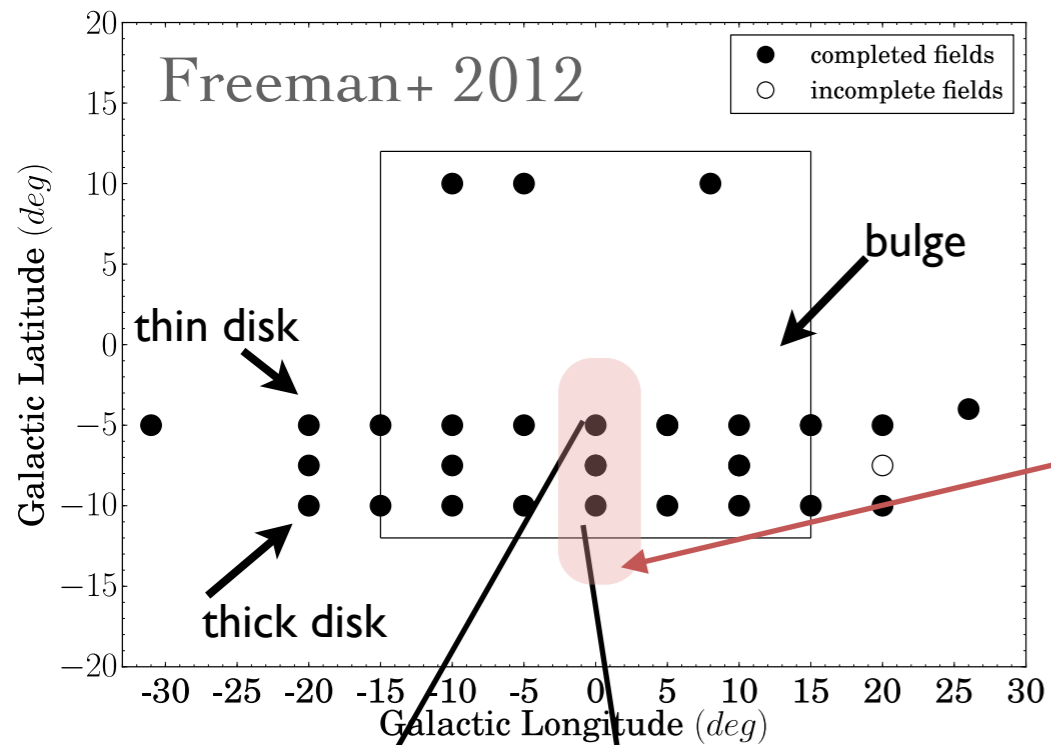 Freeman+ 2012
completed fields
incomplete fields
bulge
thin disk
thick disk
Galactic Latitude (deg)
20
15
10
5
0
−5
−10
−15
−20
-30 -25 -20 -15 -10 -5 0 5 10 15 20 25 30
Galactic Longitude (deg)